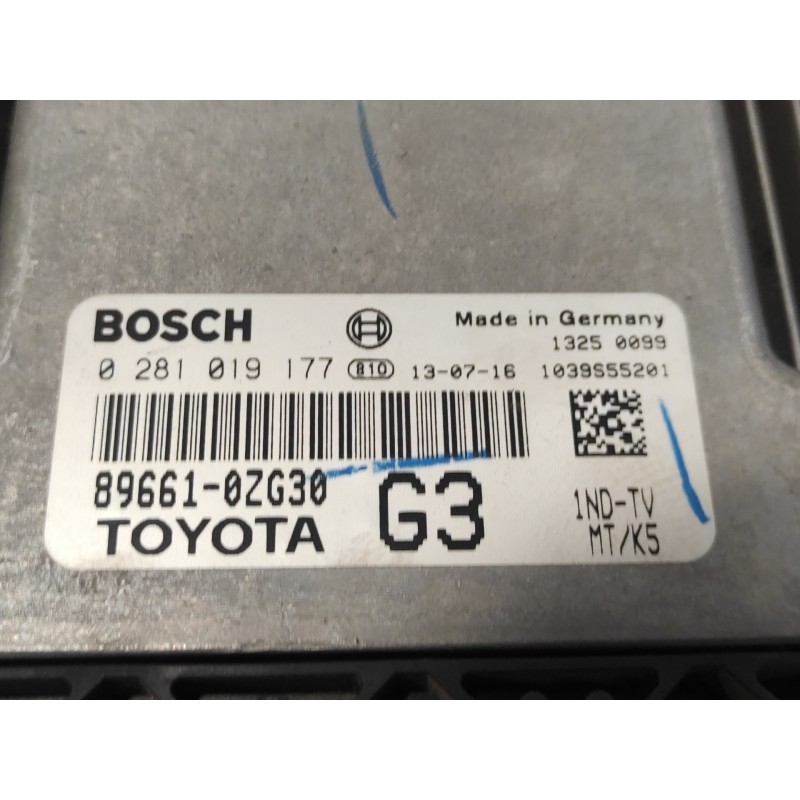 BOSCH Made in Germany
1325 0099
0 281 019 177 810 13-07-16 1039S55201
89661-0ZG30 G3 1ND-TV
TOYOTA MT/K5